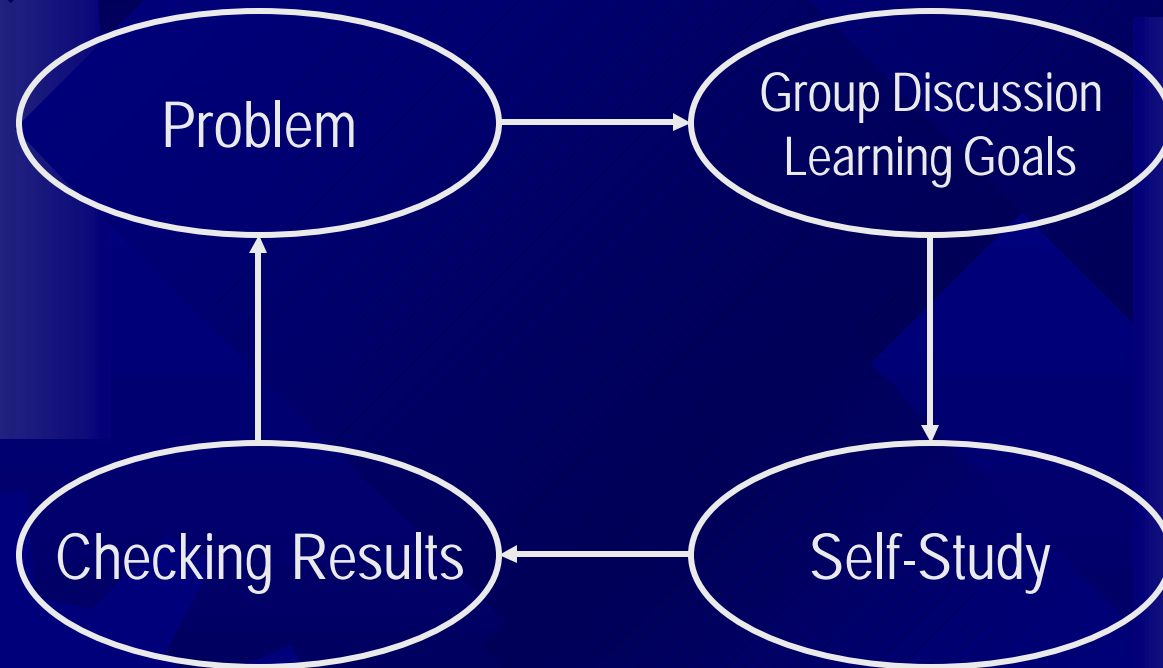 Problem
Group Discussion
Learning Goals
Checking Results
Self-Study